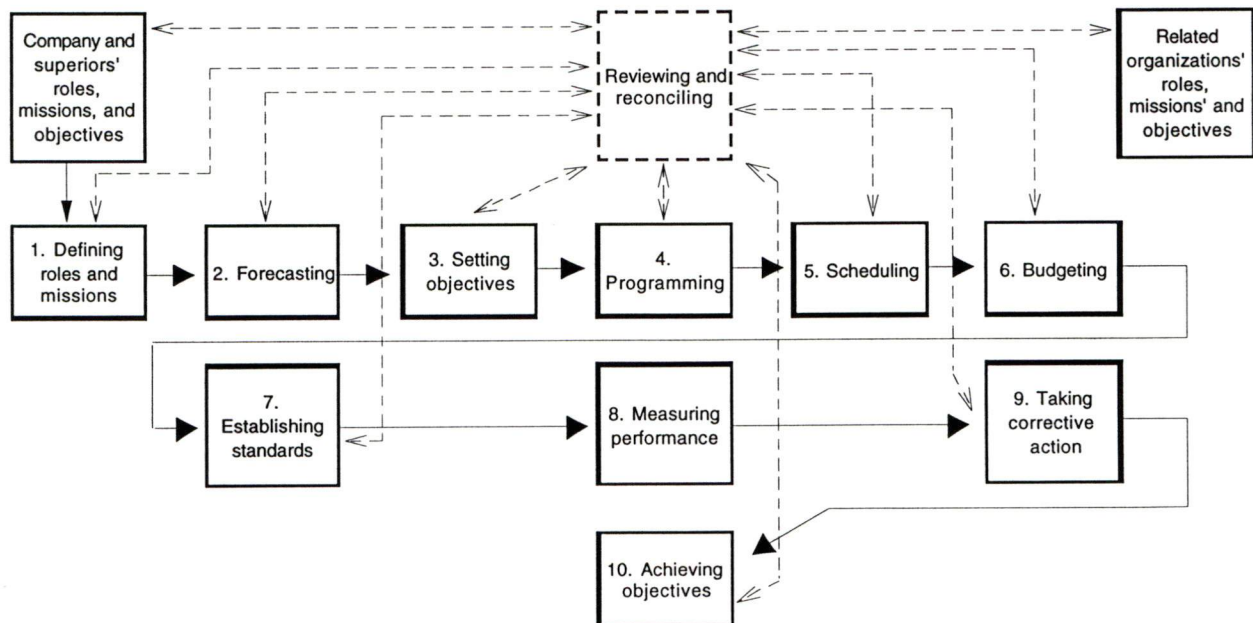 Company and
superiors'
roles,
missions, and
objectives
Reviewing and
reconciling
Related
organizations'
roles,
missions' and
objectives
1. Defining
roles and
missions
2. Forecasting
3. Setting
objectives
4.
Programming
5. Scheduling
6. Budgeting
7.
Establishing
standards
8. Measuring
performance
9. Taking
corrective
action
10. Achieving
objectives